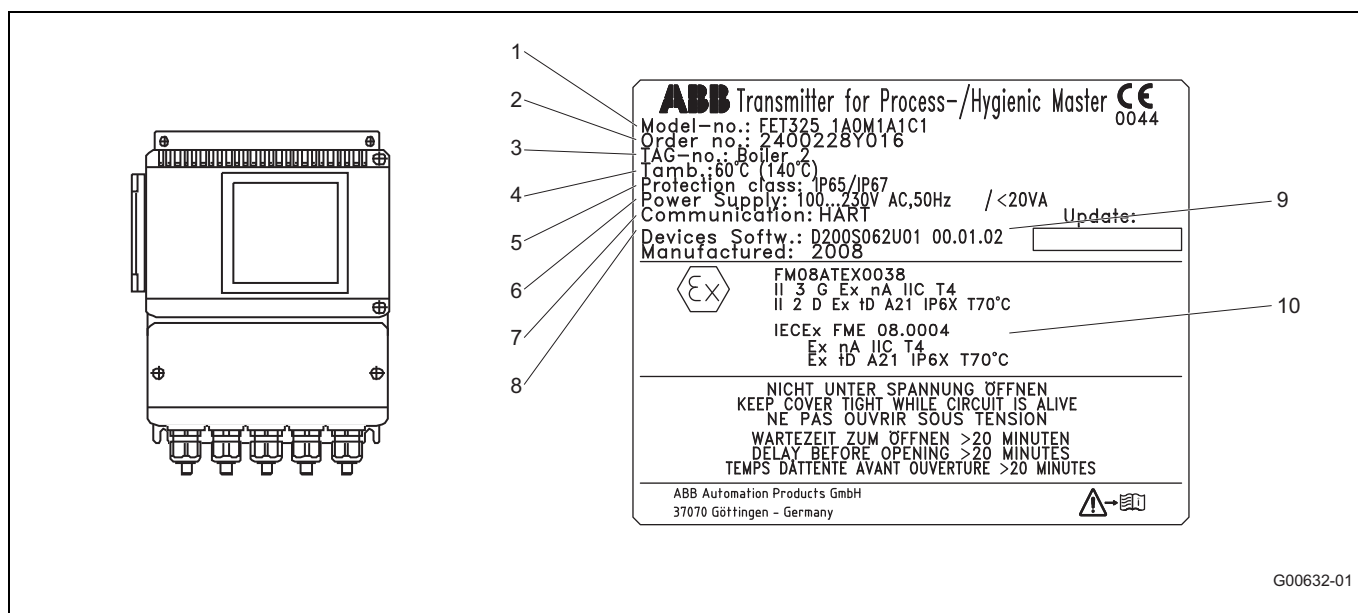 1
2
3
4
5
6
7
8
9
10
ABB Transmitter for Process-/Hygienic Master CE
0044
Model-no.: FET325 1A0M1A1C1
Order no.: 2400228Y016
TAG-no.: Boiler 2
Tamb.:60°C (140°C)
Protection class: IP65/IP67
Power Supply: 100...230V AC,50Hz /<20VA
Communication: HART
Update:
Devices Softw.: D200S062U01 00.01.02
Manufactured: 2008
Ex
FM08ATEX0038
II 3 G Ex nA IIC T4
II 2 D Ex tD A21 IP6X T70°C
IECEx FME 08.0004
Ex nA IIC T4
Ex tD A21 IP6X T70°C
NICHT UNTER SPANNUNG ÖFFNEN
KEEP COVER TIGHT WHILE CIRCUIT IS ALIVE
NE PAS OUVRIR SOUS TENSION
WARTEZEIT ZUM ÖFFNEN >20 MINUTEN
DELAY BEFORE OPENING >20 MINUTES
TEMPS DÁTTENTE AVANT OUVERTURE >20 MINUTES
ABB Automation Products GmbH
37070 Göttingen - Germany
G00632-01